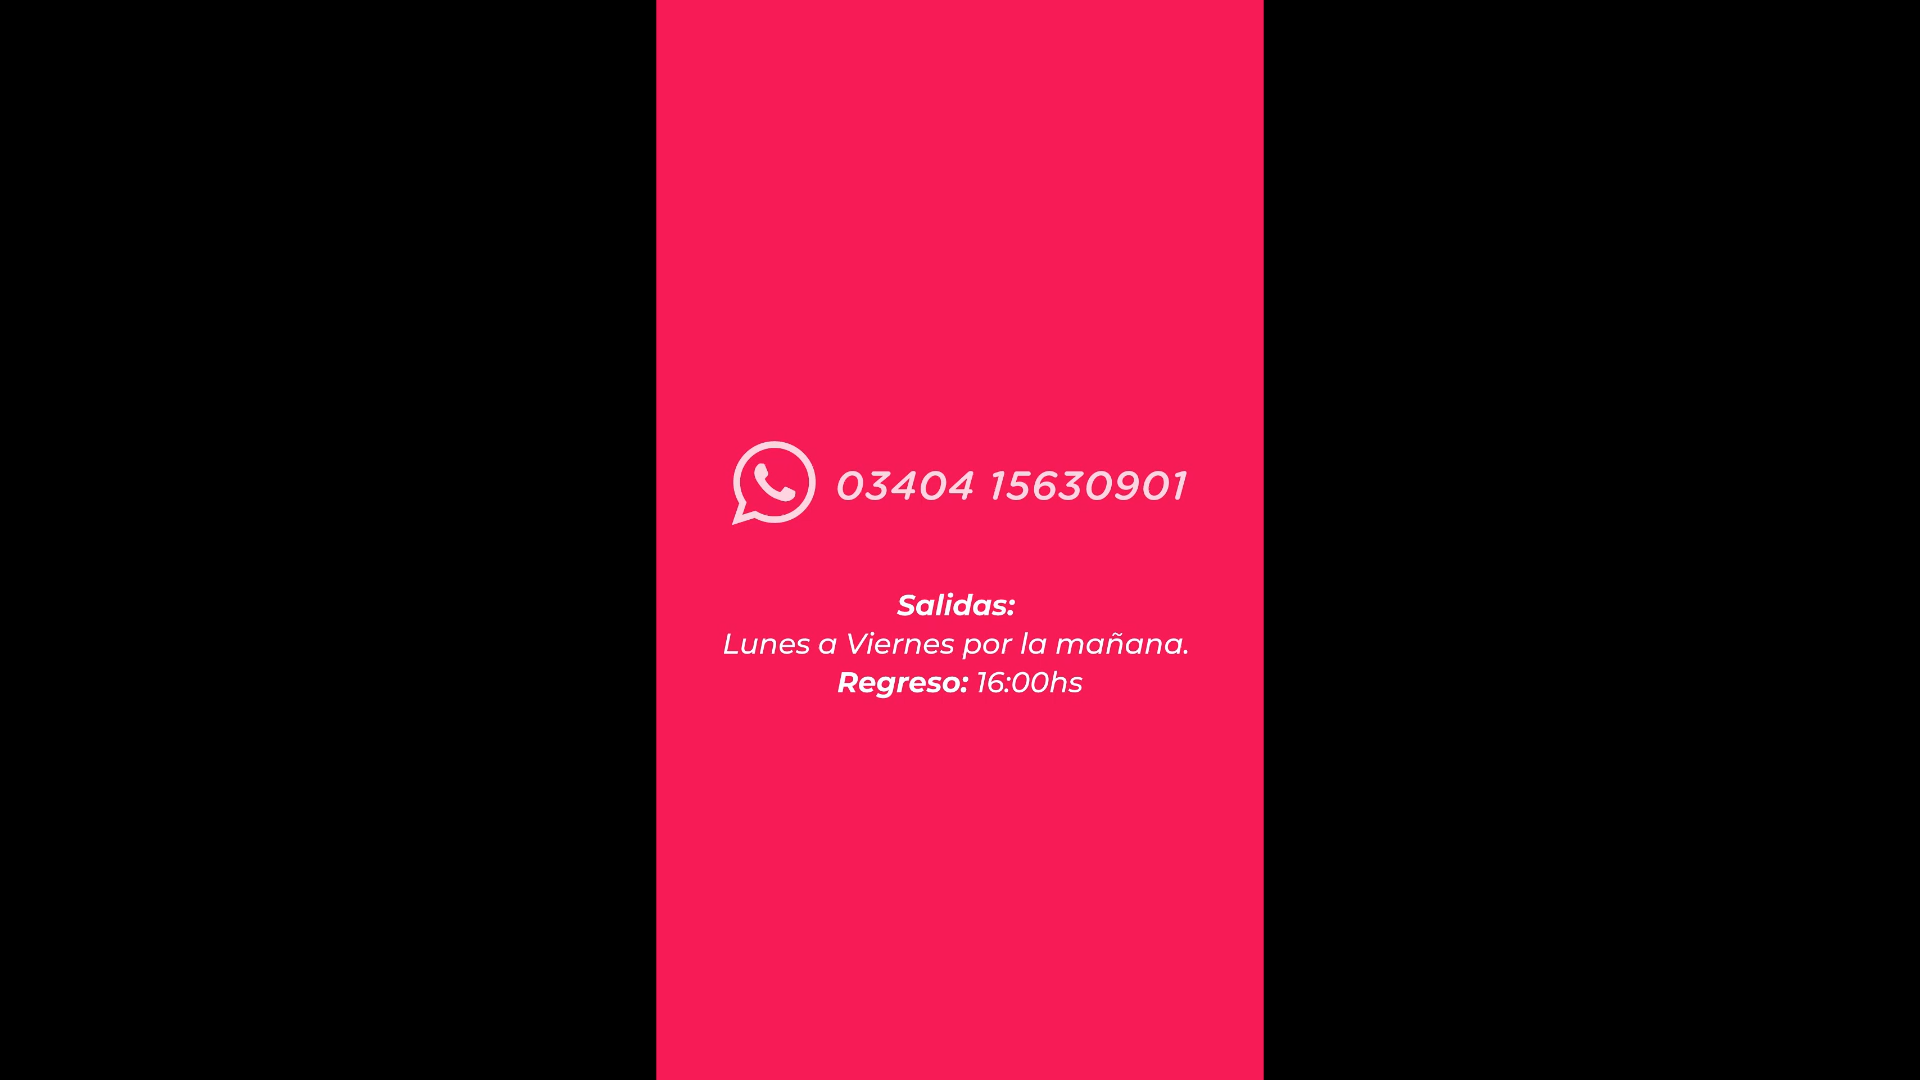 03404 15630901
Salidas:
Lunes a Viernes por la mañana.
Regreso: 16:00hs